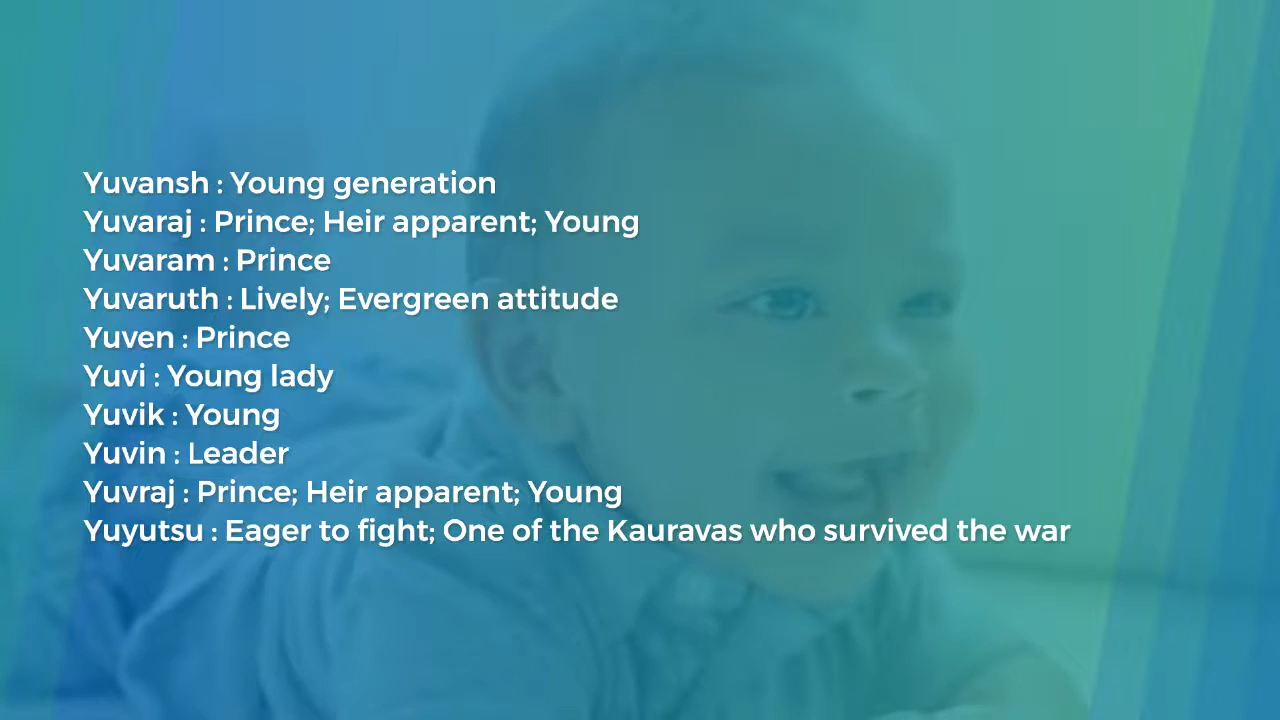 Yuvansh : Young generation
Yuvaraj : Prince; Heir apparent; Young
Yuvaram : Prince
Yuvaruth : Lively; Evergreen attitude
Yuven : Prince
Yuvi : Young lady
Yuvik : Young
Yuvin : Leader
Yuvraj : Prince; Heir apparent; Young
Yuyutsu : Eager to fight; One of the Kauravas who survived the war